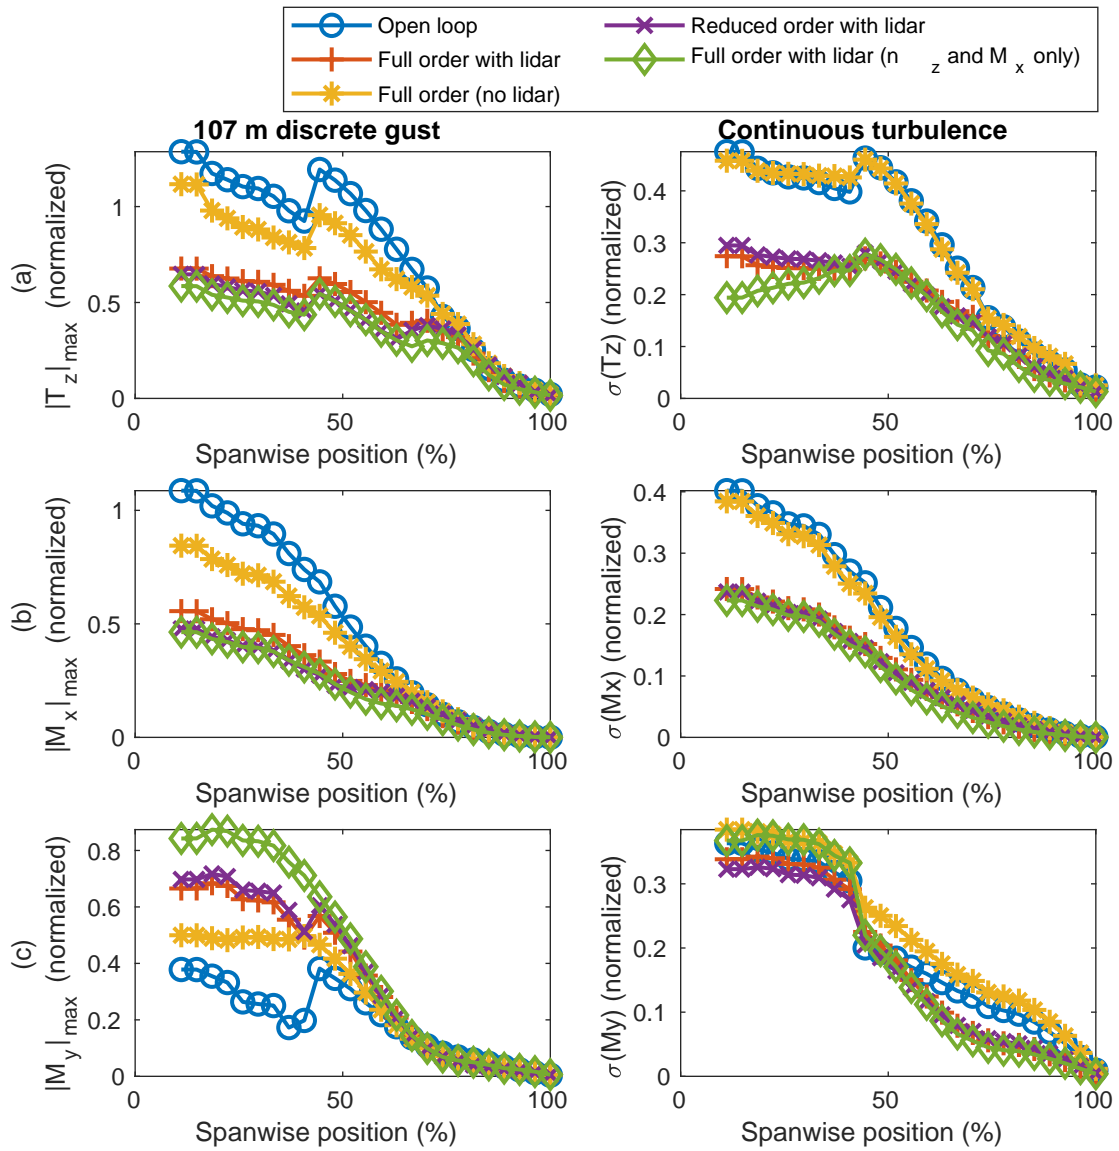 Open loop
Full order with lidar
Full order (no lidar)
Reduced order with lidar
Full order with lidar (n z and M x only)
107 m discrete gust
Continuous turbulence
(a)
|T z| max (normalized)
1
0.5
0
0 50 100
Spanwise position (%)
σ(Tz) (normalized)
0.4
0.3
0.2
0.1
0
0 50 100
Spanwise position (%)
(b)
|M x| max (normalized)
1
0.5
0
0 50 100
Spanwise position (%)
σ(Mx) (normalized)
0.4
0.3
0.2
0.1
0
0 50 100
Spanwise position (%)
(c)
|M y| max (normalized)
0.8
0.6
0.4
0.2
0
0 50 100
Spanwise position (%)
σ(My) (normalized)
0.3
0.2
0.1
0
0 50 100
Spanwise position (%)